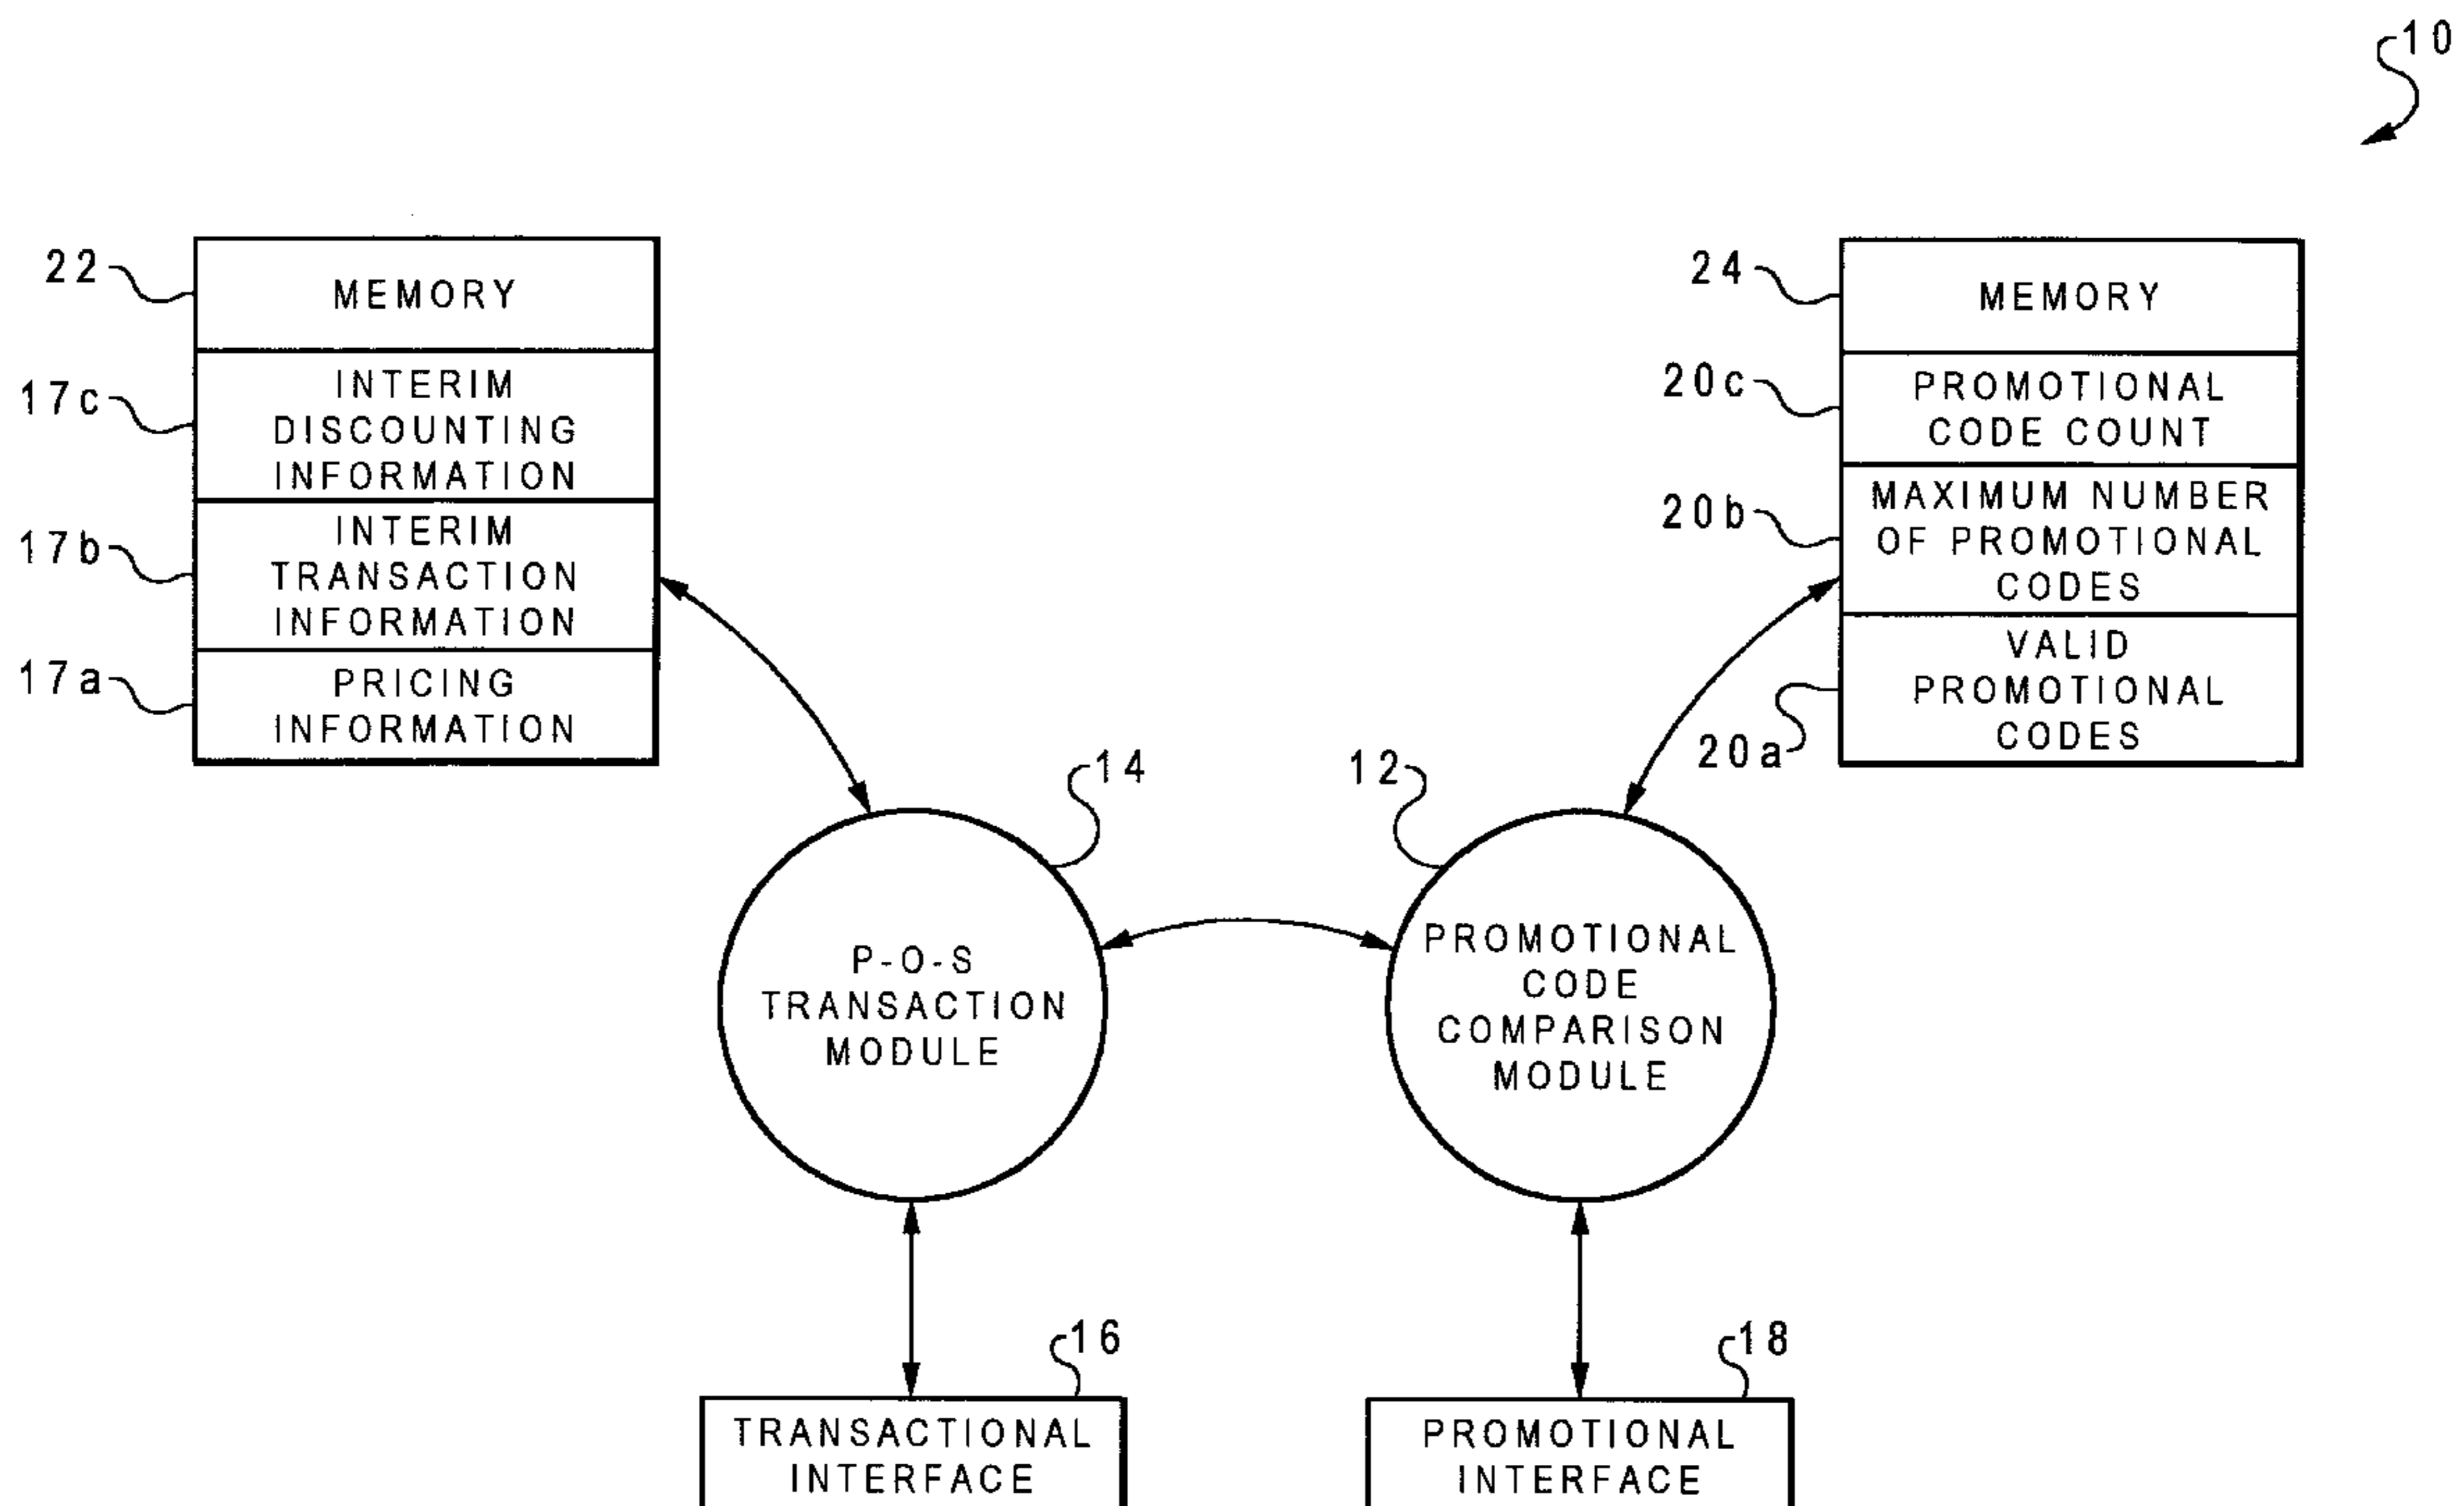 10
22
MEMORY
17c
INTERIM
DISCOUNTING
INFORMATION
17b
INTERIM
TRANSACTION
INFORMATION
17a
PRICING
INFORMATION
24
MEMORY
20c
PROMOTIONAL
CODE COUNT
20b
MAXIMUM NUMBER
OF PROMOTIONAL
CODES
20a
VALID
PROMOTIONAL
CODES
14
P-O-S
TRANSACTION
MODULE
12
PROMOTIONAL
CODE
COMPARISON
MODULE
16
TRANSACTIONAL
INTERFACE
18
PROMOTIONAL
INTERFACE